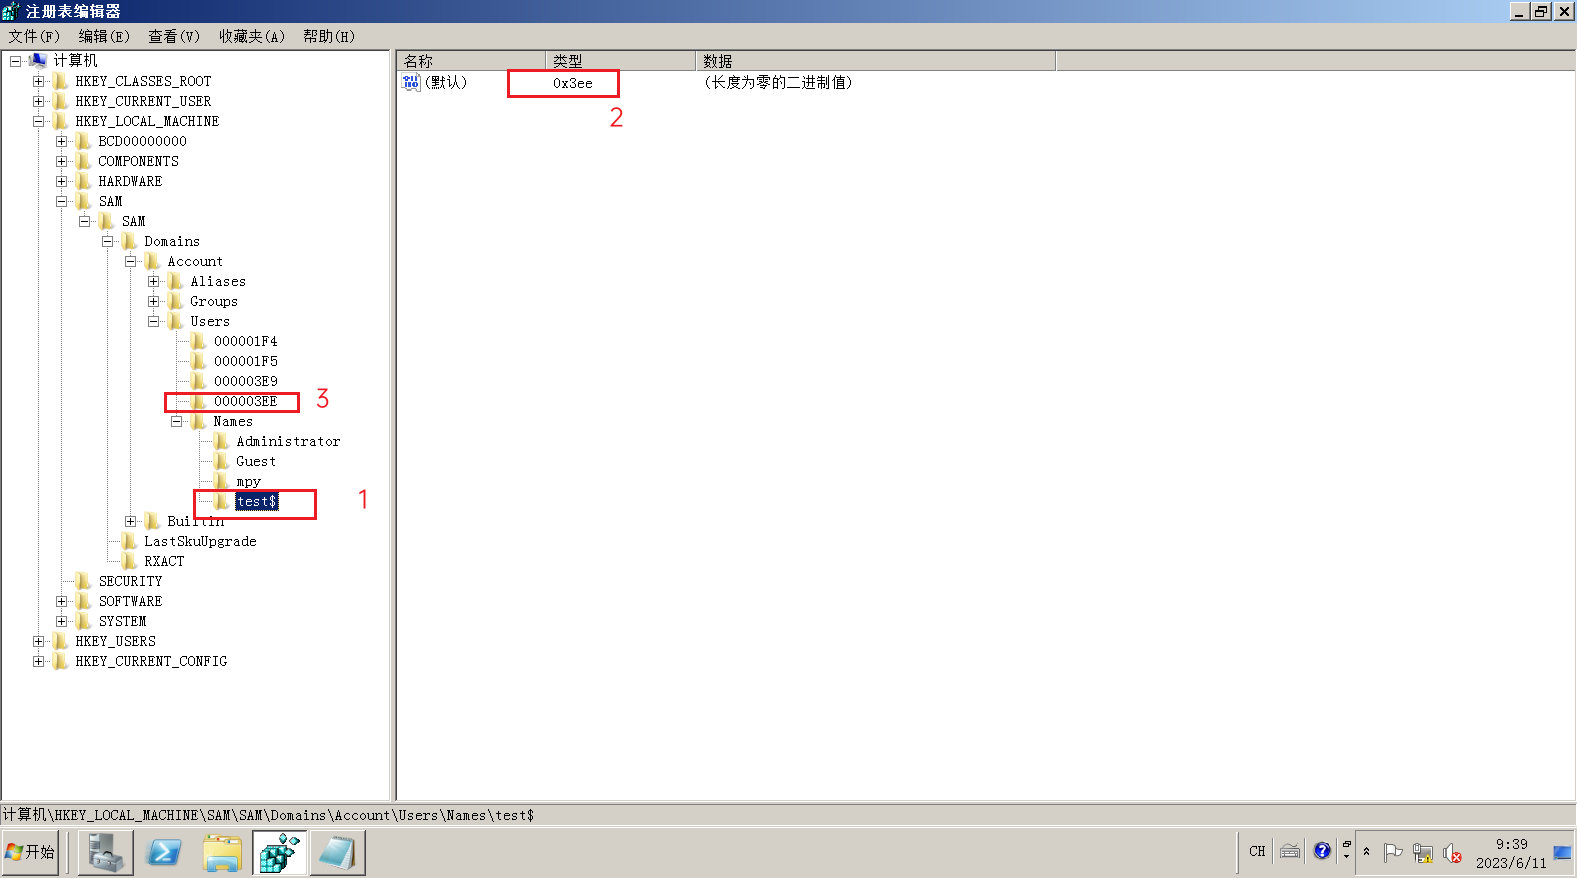 注册表编辑器
文件(F) 编辑(E) 查看(V) 收藏夹(A) 帮助(H)
计算机
HKEY_CLASSES_ROOT
HKEY_CURRENT_USER
HKEY_LOCAL_MACHINE
BCD00000000
COMPONENTS
HARDWARE
SAM
SAM
Domains
Account
Aliases
Groups
Users
000001F4
000001F5
000003E9
000003EE 3
Names
Administrator
Guest
mpy
test$ 1
Builtin
LastSkuUpgrade
RXACT
SECURITY
SOFTWARE
SYSTEM
HKEY_USERS
HKEY_CURRENT_CONFIG
名称 类型 数据
(默认) 0x3ee (长度为零的二进制值)
2
计算机\HKEY_LOCAL_MACHINE\SAM\SAM\Domains\Account\Users\Names\test$
开始 CH 9:39
2023/6/11